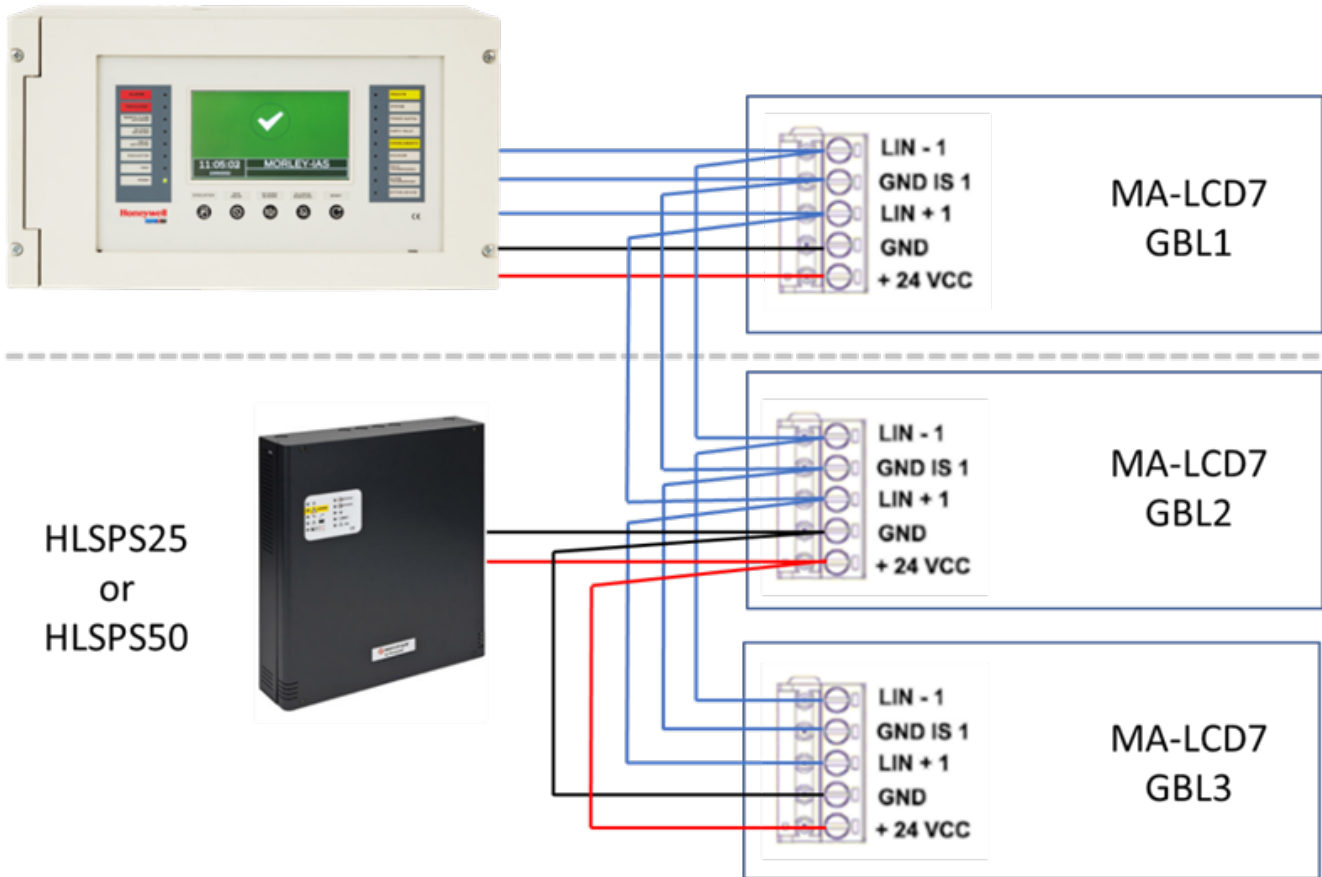 11:05:02 MORLEY-IAS
Honeywell
CE
LIN - 1
GND IS 1
LIN + 1
GND
+ 24 VCC
MA-LCD7
GBL1
HLSPS25
or
HLSPS50
LIN - 1
GND IS 1
LIN + 1
GND
+ 24 VCC
MA-LCD7
GBL2
LIN - 1
GND IS 1
LIN + 1
GND
+ 24 VCC
MA-LCD7
GBL3